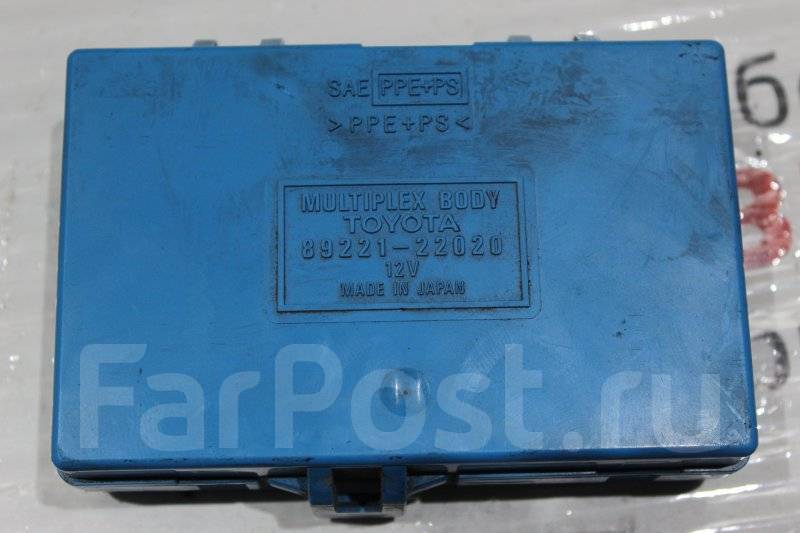 SAE PPE+PS
>PPE+PS<
MULTIPLEX BODY
TOYOTA
89221-22020
12V
MADE IN JAPAN
FarPost.ru